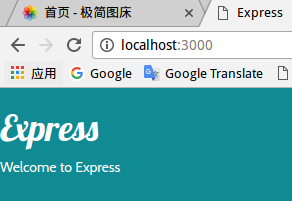 首页 - 极简图床 Express
localhost:3000
应用 Google Google Translate
Express
Welcome to Express